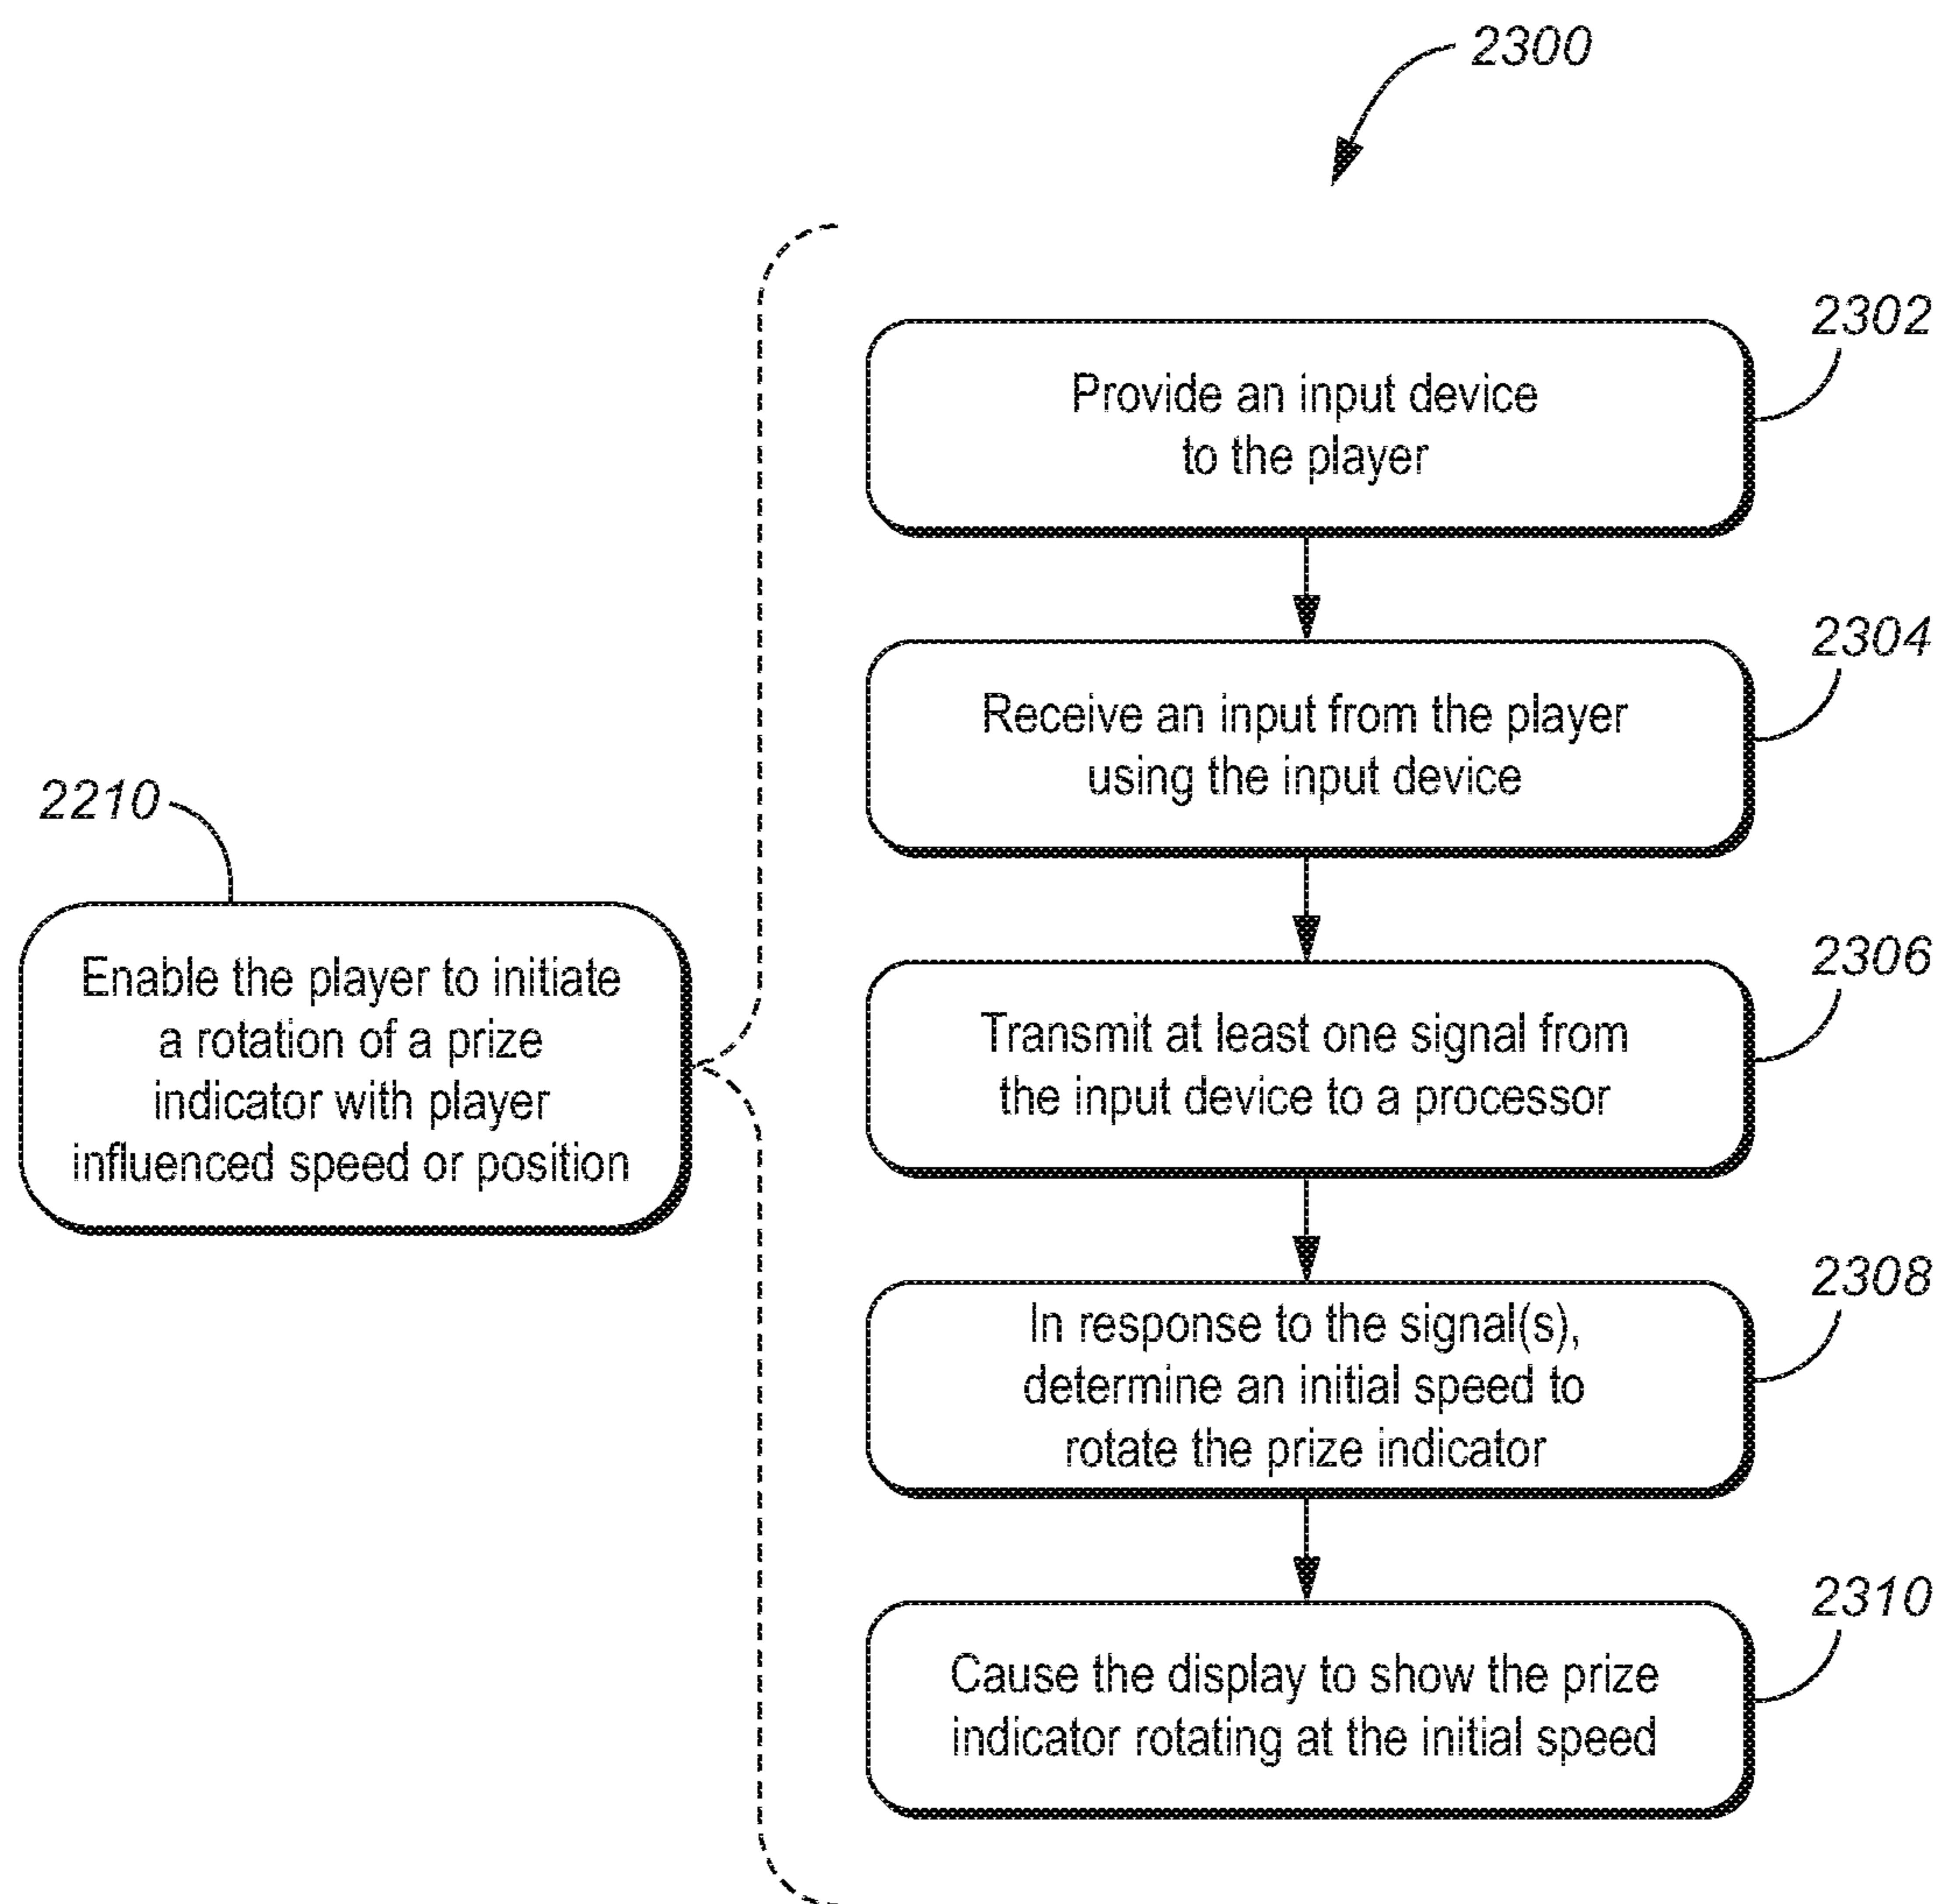 2300
2302
Provide an input device
to the player
2304
Receive an input from the player
using the input device
2210
Enable the player to initiate
a rotation of a prize
indicator with player
influenced speed or position
2306
Transmit at least one signal from
the input device to a processor
2308
In response to the signal(s),
determine an initial speed to
rotate the prize indicator
2310
Cause the display to show the prize
indicator rotating at the initial speed